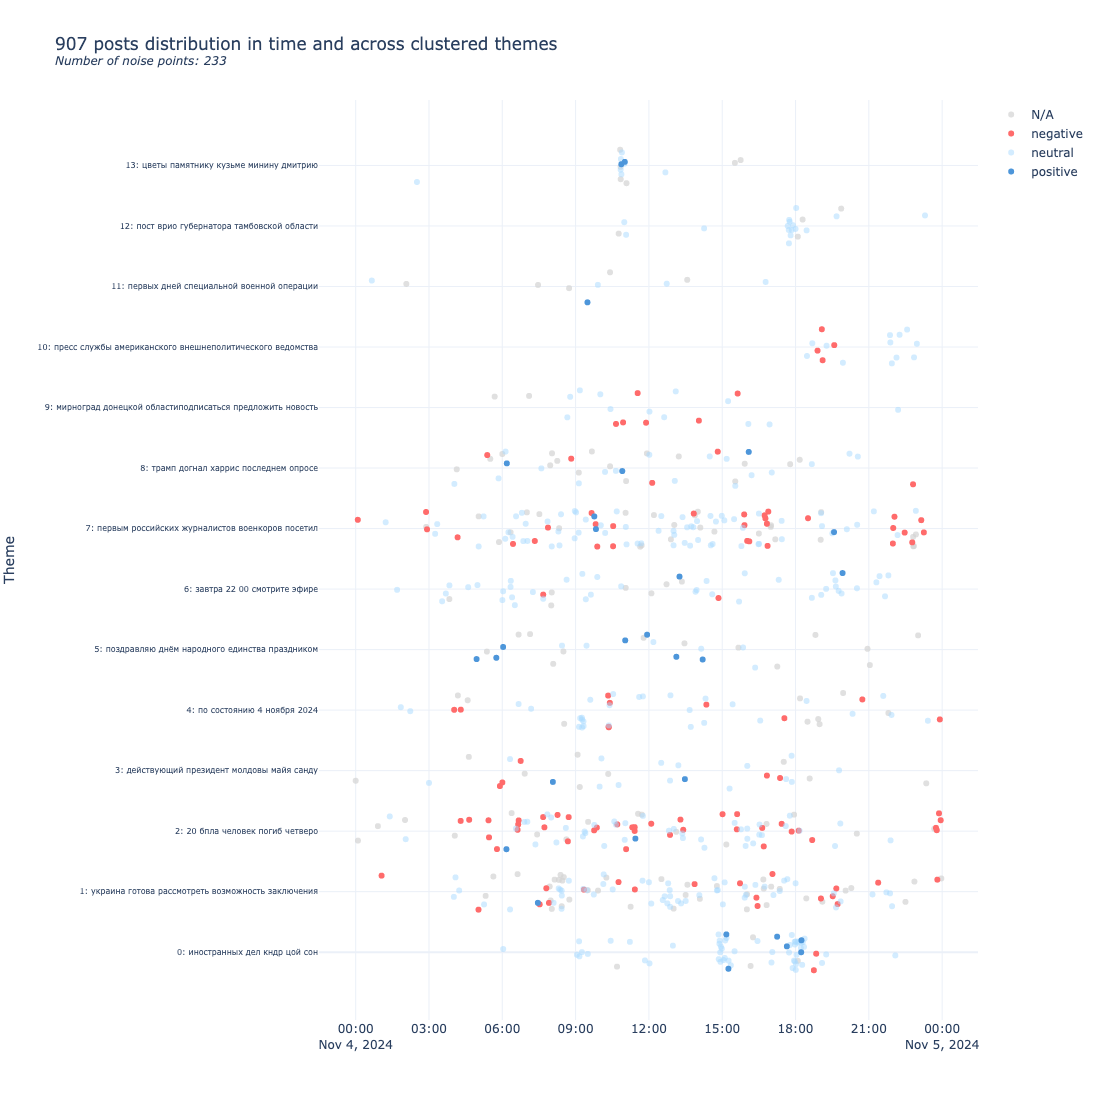 907 posts distribution in time and across clustered themes
Number of noise points: 233
N/A
negative
neutral
positive
13: цветы памятнику кузьме минину дмитрию
12: пост врио губернатора тамбовской области
11: первых дней специальной военной операции
10: пресс службы американского внешнеполитического ведомства
9: мирноград донецкой областиподписаться предложить новость
8: трамп догнал харрис последнем опросе
7: первым российских журналистов военкоров посетил
6: завтра 22 00 смотрите эфире
5: поздравляю днём народного единства праздником
4: по состоянию 4 ноября 2024
3: действующий президент молдовы майя санду
2: 20 бпла человек погиб четверо
1: украина готова рассмотреть возможность заключения
0: иностранных дел кндр цой сон
Theme
00:00 03:00 06:00 09:00 12:00 15:00 18:00 21:00 00:00
Nov 4, 2024 Nov 5, 2024